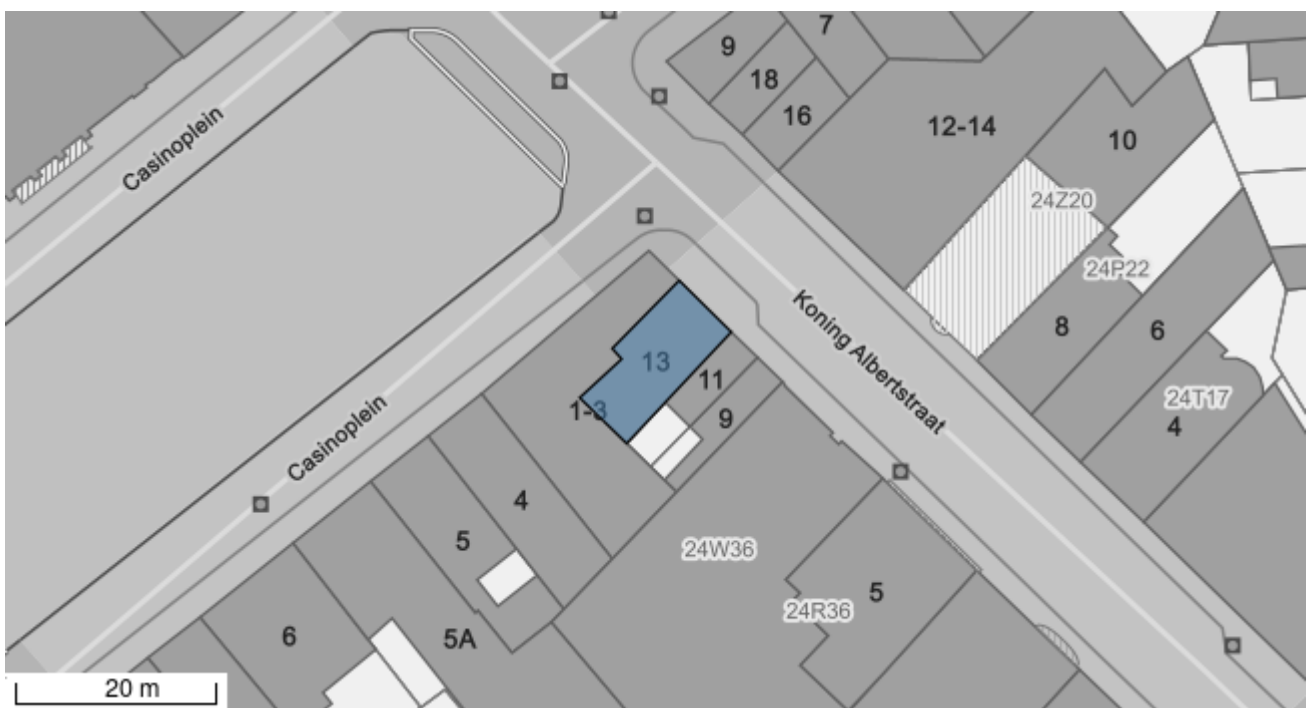 7
9
18
16
12-14
10
Casinoplein
24Z20
24P22
8
6
Koning Albertstraat
13
11
1-3
9
24T17
4
Casinoplein
4
5
24W36
5
24R36
6
5A
20 m